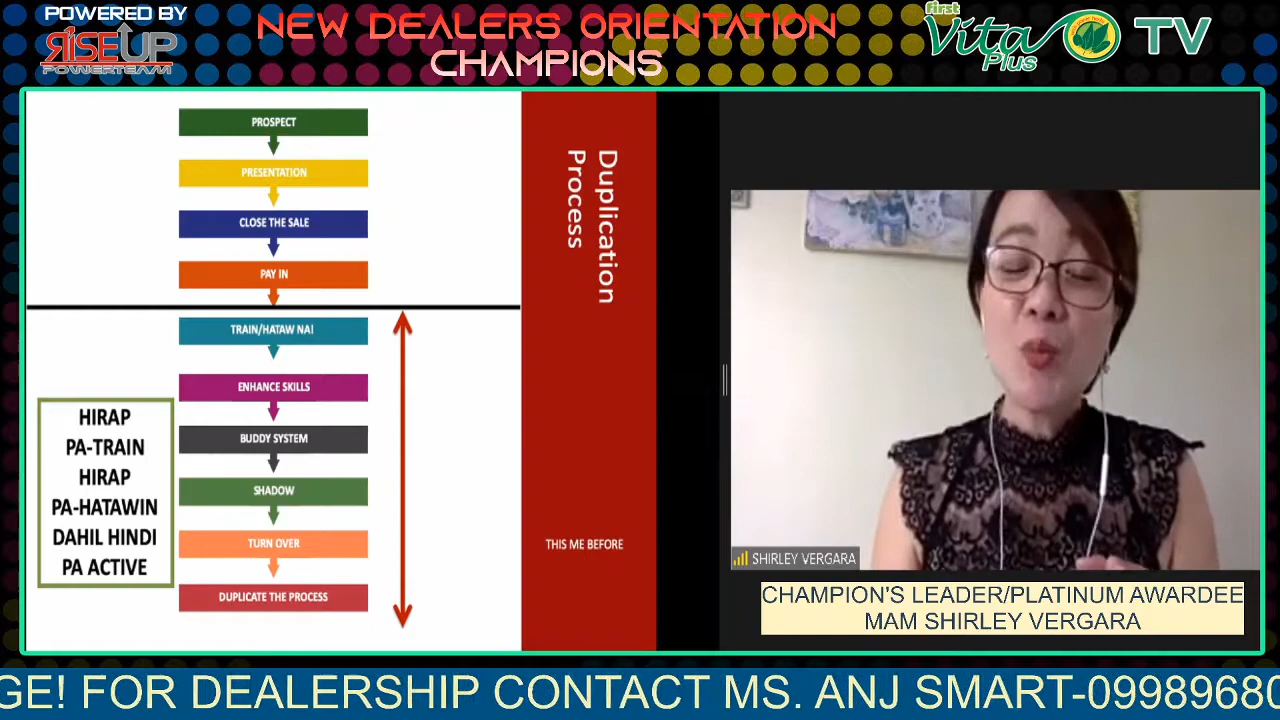 POWERED BY
RISEUP
POWERTEAM
NEW DEALERS ORIENTATION
CHAMPIONS
First
Vita
Plus
TV
PROSPECT
PRESENTATION
CLOSE THE SALE
PAY IN
TRAIN/HATAW NA!
ENHANCE SKILLS
BUDDY SYSTEM
SHADOW
TURN OVER
DUPLICATE THE PROCESS
HIRAP
PA-TRAIN
HIRAP
PA-HATAWIN
DAHIL HINDI
PA ACTIVE
Duplication
Process
THIS ME BEFORE
SHIRLEY VERGARA
CHAMPION'S LEADER/PLATINUM AWARDEE
MAM SHIRLEY VERGARA
GE! FOR DEALERSHIP CONTACT MS. ANJ SMART-09989680